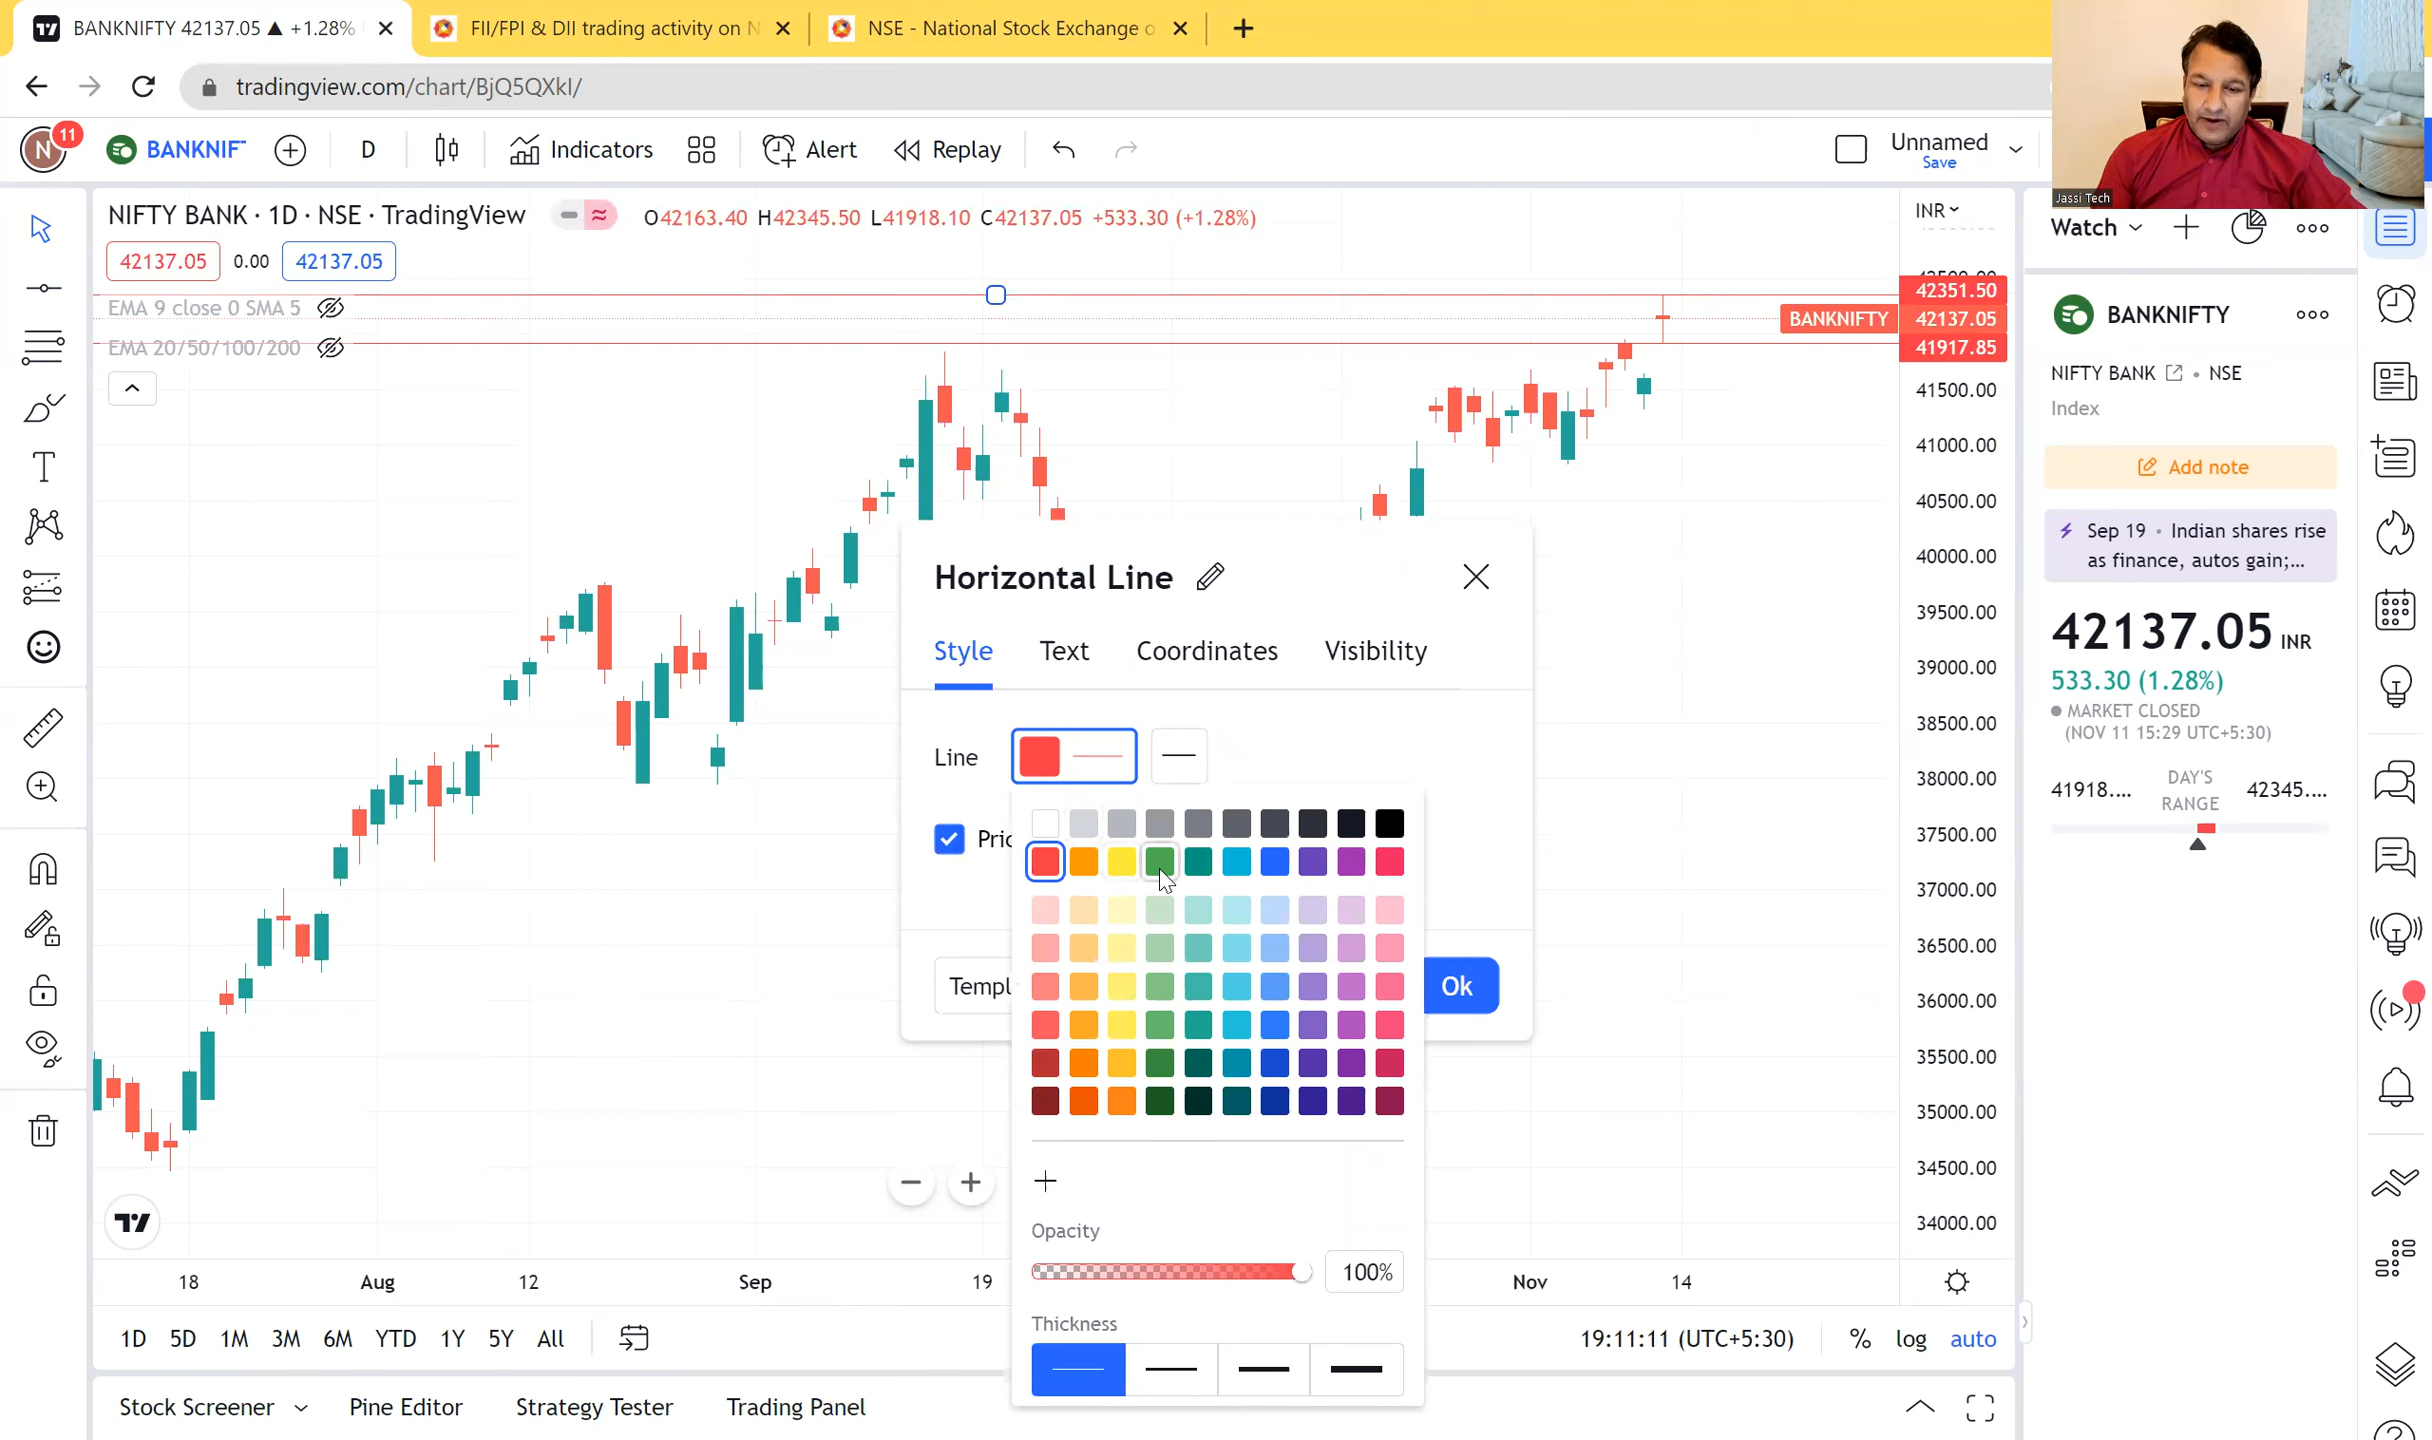 BANKNIFTY 42137.05 ▲ +1.28%
FII/FPI & DII trading activity on N
NSE - National Stock Exchange o
tradingview.com/chart/BjQ5QXkI/
N
11
BANKNIF
D
Indicators
Alert
Replay
Unnamed
Save
Jassi Tech
NIFTY BANK · 1D · NSE · TradingView
O42163.40 H42345.50 L41918.10 C42137.05 +533.30 (+1.28%)
INR
42137.05
0.00
42137.05
EMA 9 close 0 SMA 5
EMA 20/50/100/200
42351.50
BANKNIFTY 42137.05
41917.85
41500.00
41000.00
40500.00
40000.00
39500.00
39000.00
38500.00
38000.00
37500.00
37000.00
36500.00
36000.00
35500.00
35000.00
34500.00
34000.00
Horizontal Line
Style
Text
Coordinates
Visibility
Line
Pric
Templ
Ok
Opacity
100%
Thickness
18
Aug
12
Sep
19
Nov
14
1D 5D 1M 3M 6M YTD 1Y 5Y All
19:11:11 (UTC+5:30)
%
log
auto
Stock Screener
Pine Editor
Strategy Tester
Trading Panel
Watch
BANKNIFTY
NIFTY BANK • NSE
Index
Add note
Sep 19 • Indian shares rise
as finance, autos gain;...
42137.05 INR
533.30 (1.28%)
MARKET CLOSED
(NOV 11 15:29 UTC+5:30)
41918....
DAY'S
RANGE
42345....